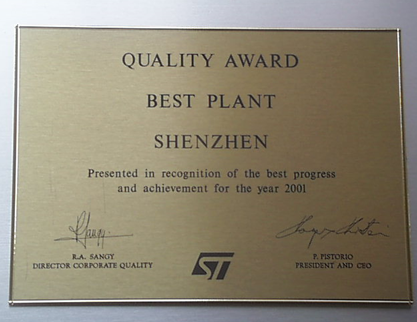 QUALITY AWARD
BEST PLANT
SHENZHEN
Presented in recognition of the best progress
and achievement for the year 2001
R.A. SANGY
DIRECTOR CORPORATE QUALITY
ST
P. PISTORIO
PRESIDENT AND CEO